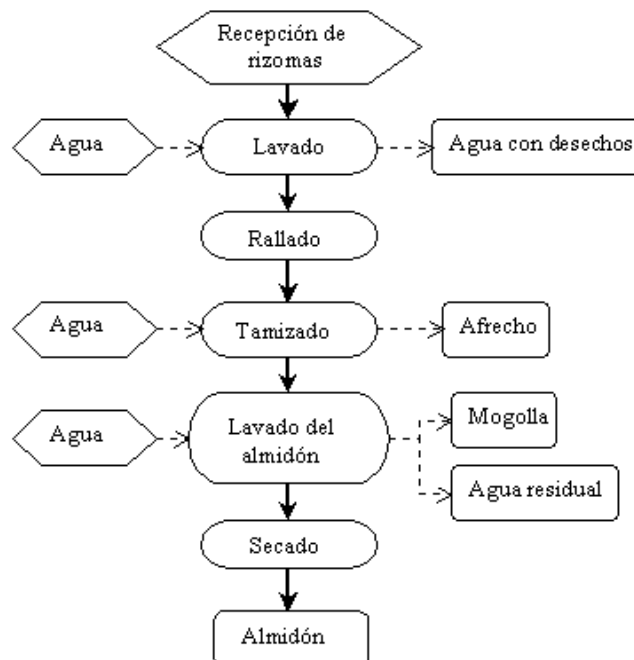 Recepción de
rizomas
Agua
Lavado
Agua con desechos
Rallado
Agua
Tamizado
Afrecho
Agua
Lavado del
almidón
Mogolla
Agua residual
Secado
Almidón